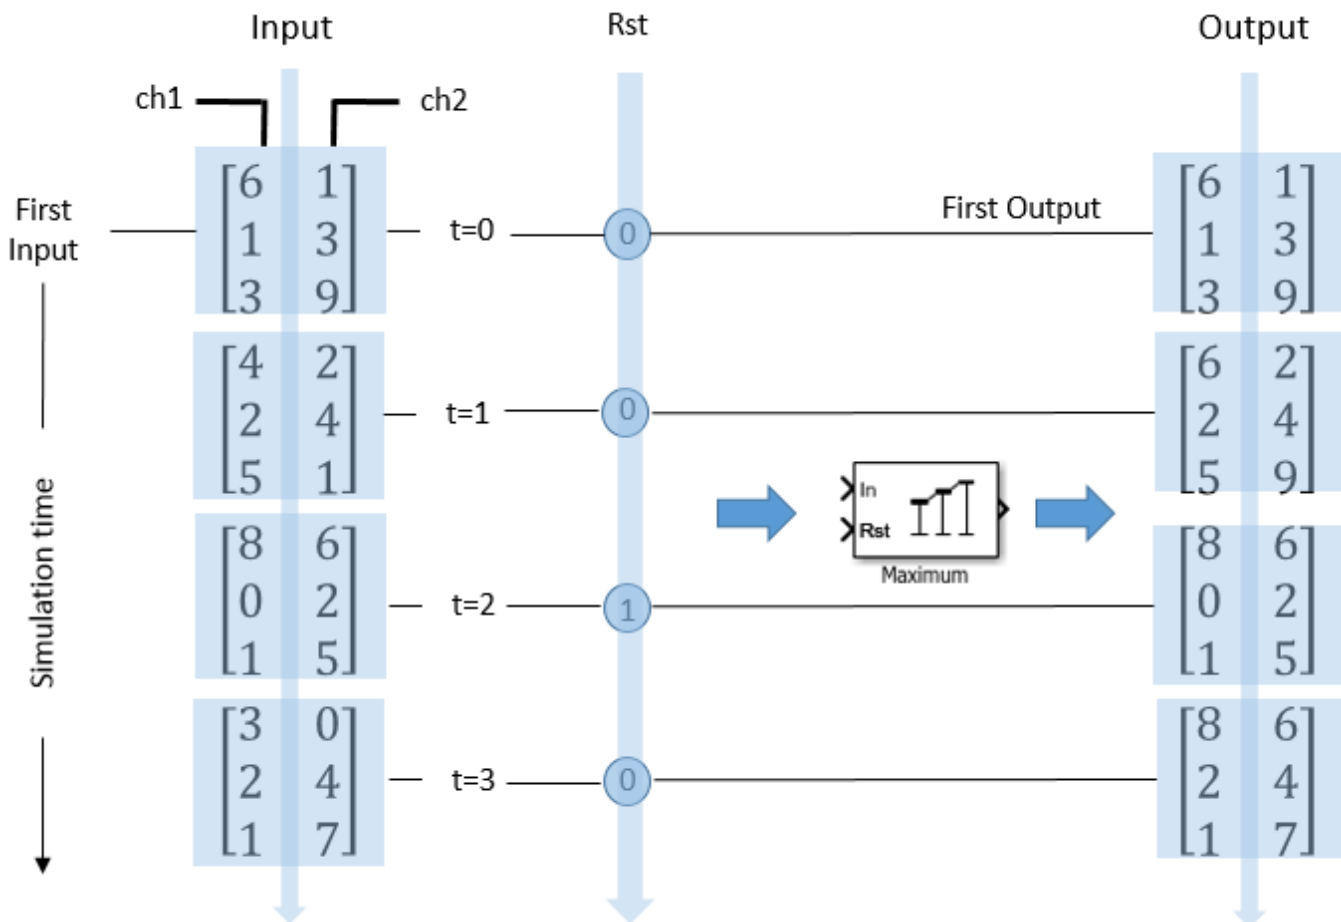 Input
Rst
Output
ch1
ch2
First
Input
6 1
1 3
3 9
t=0
0
First Output
6 1
1 3
3 9
4 2
2 4
5 1
t=1
0
6 2
2 4
5 9
In
Rst
Maximum
Simulation time
8 6
0 2
1 5
t=2
1
8 6
0 2
1 5
3 0
2 4
1 7
t=3
0
8 6
2 4
1 7